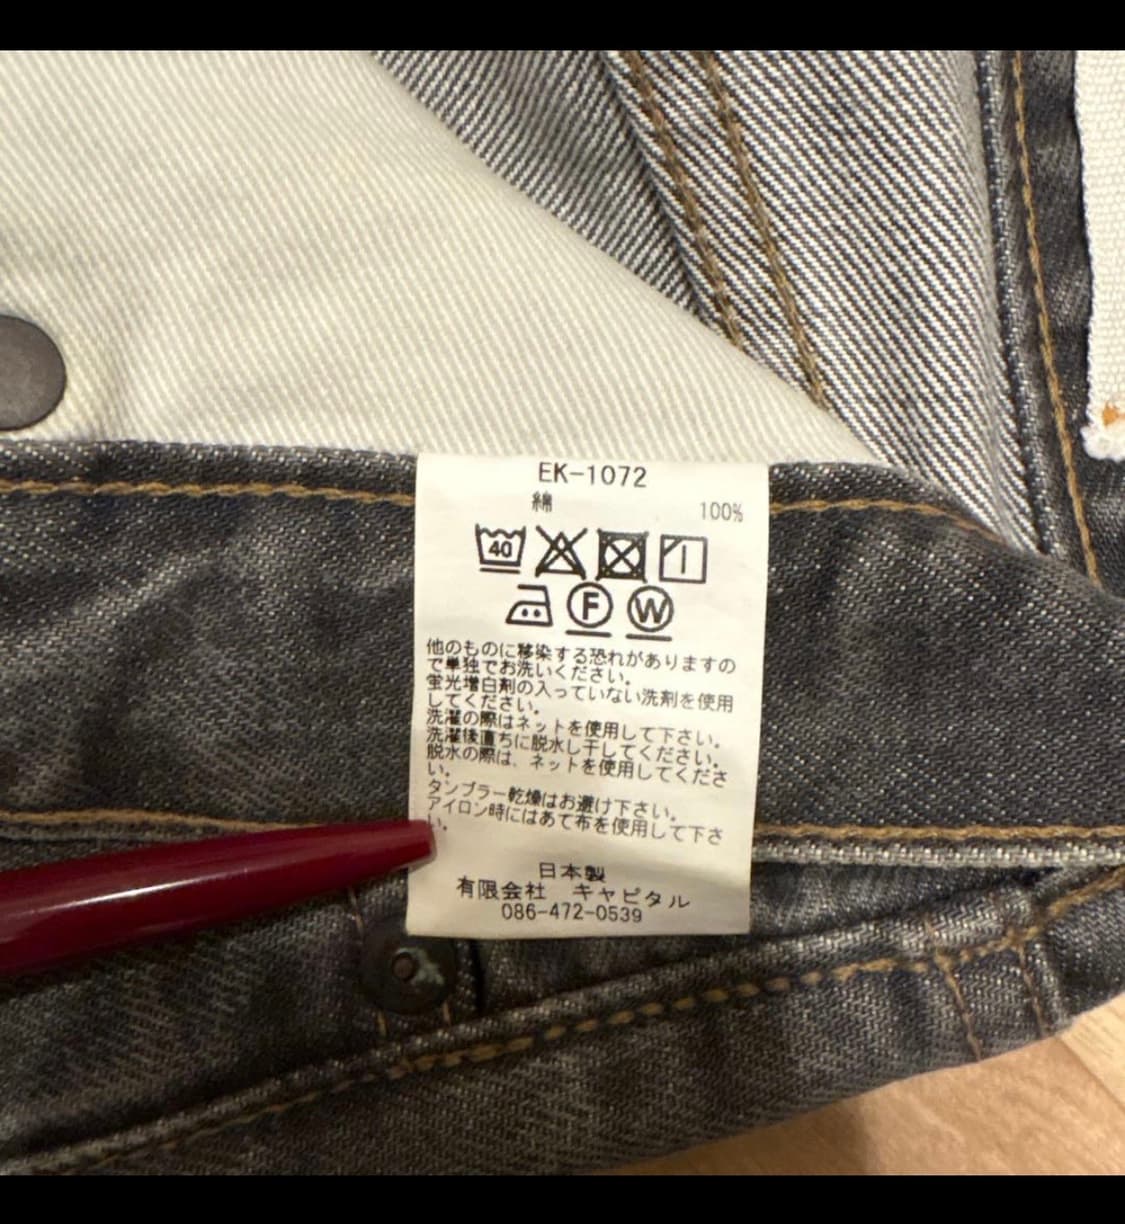 EK-1072
綿 100%
40
F W
他のものに移染する恐れがありますの
で単独でお洗いください。
蛍光増白剤の入っていない洗剤を使用
してください。
洗濯の際はネットを使用して下さい。
洗濯後直ちに脱水し干してください。
脱水の際は、ネットを使用してくださ
い。
タンブラー乾燥はお避け下さい。
アイロン時にはあて布を使用して下さ
い。
日本製
有限会社 キャピタル
086-472-0539